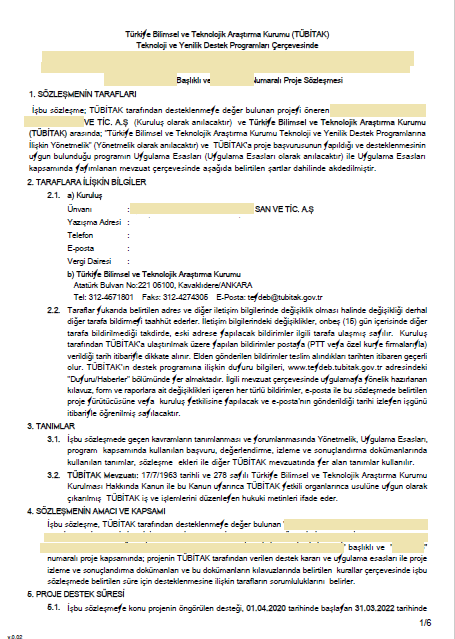 Türkiye Bilimsel ve Teknolojik Araştırma Kurumu (TÜBİTAK)
Teknoloji ve Yenilik Destek Programları Çerçevesinde
Başlıklı ve Numaralı Proje Sözleşmesi
1. SÖZLEŞMENİN TARAFLARI
İşbu sözleşme; TÜBİTAK tarafından desteklenmeye değer bulunan projeyi öneren
VE TİC. A.Ş (Kuruluş olarak anılacaktır) ve Türkiye Bilimsel ve Teknolojik Araştırma Kurumu
(TÜBİTAK) arasında; "Türkiye Bilimsel ve Teknolojik Araştırma Kurumu Teknoloji ve Yenilik Destek Programlarına
İlişkin Yönetmelik" (Yönetmelik olarak anılacaktır) ve TÜBİTAK'a proje başvurusunun yapıldığı ve desteklenmesinin
uygun bulunduğu programın Uygulama Esasları (Uygulama Esasları olarak anılacaktır) ile Uygulama Esasları
kapsamında yayımlanan mevzuat çerçevesinde aşağıda belirtilen şartlar dahilinde akdedilmiştir.
2. TARAFLARA İLİŞKİN BİLGİLER
2.1. a) Kuruluş
Ünvanı : SAN VE TİC. A.Ş
Yazışma Adresi :
Telefon :
E-posta :
Vergi Dairesi :
b) Türkiye Bilimsel ve Teknolojik Araştırma Kurumu
Atatürk Bulvarı No:221 06100, Kavaklıdere/ANKARA
Tel: 312-4671801 Faks: 312-4274305 E-Posta: teydeb@tubitak.gov.tr
2.2. Taraflar yukarıda belirtilen adres ve diğer iletişim bilgilerinde değişiklik olması halinde değişikliği derhal
diğer tarafa bildirmeyi taahhüt ederler. İletişim bilgilerindeki değişiklikler, onbeş (15) gün içerisinde diğer
tarafa bildirilmediği takdirde, eski adrese yapılacak bildirimler ilgili tarafa ulaşmış sayılır. Kuruluş
tarafından TÜBİTAK'a ulaştırılmak üzere yapılan bildirimler postaya (PTT veya özel kurye firmalarıyla)
verildiği tarih itibariyle dikkate alınır. Elden gönderilen bildirimler teslim alındıkları tarihten itibaren geçerli
olur. TÜBİTAK'ın destek programına ilişkin duyuru bilgileri, www.teydeb.tubitak.gov.tr adresindeki
"Duyuru/Haberler" bölümünde yer almaktadır. İlgili mevzuat çerçevesinde uygulamaya yönelik hazırlanan
kılavuz, form ve raporlara ait değişiklikleri içeren her türlü bildirimler, e-posta ile bu sözleşmede belirtilen
proje yürütücüsüne veya kuruluş yetkilisine yapılacak ve e-posta'nın gönderildiği tarihi izleyen işgünü
itibariyle öğrenilmiş sayılacaktır.
3. TANIMLAR
3.1. İşbu sözleşmede geçen kavramların tanımlanması ve yorumlanmasında Yönetmelik, Uygulama Esasları,
program kapsamında kullanılan başvuru, değerlendirme, izleme ve sonuçlandırma dokümanlarında
kullanılan tanımlar, sözleşme ekleri ile diğer TÜBİTAK mevzuatında yer alan tanımlar kullanılır.
3.2. TÜBİTAK Mevzuatı: 17/7/1963 tarihli ve 278 sayılı Türkiye Bilimsel ve Teknolojik Araştırma Kurumu
Kurulması Hakkında Kanun ile bu Kanun uyarınca TÜBİTAK yetkili organlarınca usulüne uygun olarak
çıkarılmış TÜBİTAK iş ve işlemlerini düzenleyen hukuki metinleri ifade eder.
4. SÖZLEŞMENİN AMACI VE KAPSAMI
İşbu sözleşme, TÜBİTAK tarafından desteklenmeye değer bulunan "
" başlıklı ve "
numaralı proje kapsamında; projenin TÜBİTAK tarafından verilen destek kararı ve uygulama esasları ile proje
izleme ve sonuçlandırma dokümanları ve bu dokümanların kılavuzlarında belirtilen kurallar çerçevesinde işbu
sözleşmede belirtilen süre için desteklenmesine ilişkin tarafların sorumluluklarını belirler.
5. PROJE DESTEK SÜRESİ
5.1. İşbu sözleşmeye konu projenin öngörülen desteği, 01.04.2020 tarihinde başlayan 31.03.2022 tarihinde
1/6
v.0.02